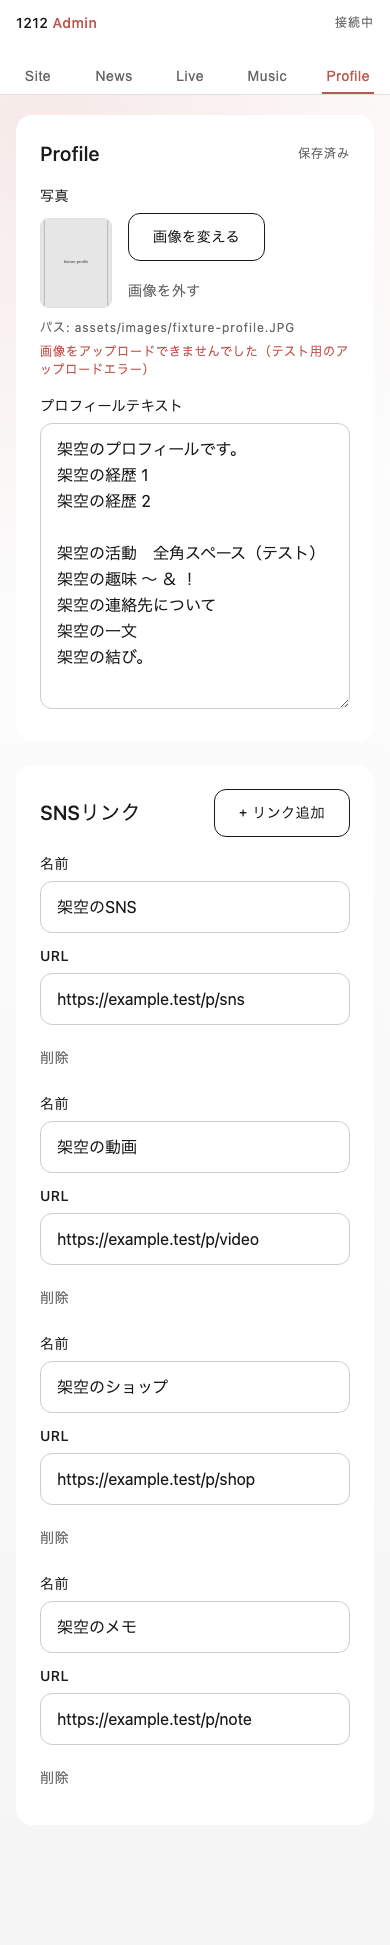 1212 Admin
接続中
Site
News
Live
Music
Profile
Profile
保存済み
写真
fixture profile
画像を変える
画像を外す
パス: assets/images/fixture-profile.JPG
画像をアップロードできませんでした（テスト用のア
ップロードエラー）
プロフィールテキスト
架空のプロフィールです。
架空の経歴 1
架空の経歴 2
架空の活動　全角スペース（テスト）
架空の趣味 〜 & ！
架空の連絡先について
架空の一文
架空の結び。
SNSリンク
+ リンク追加
名前
架空のSNS
URL
https://example.test/p/sns
削除
名前
架空の動画
URL
https://example.test/p/video
削除
名前
架空のショップ
URL
https://example.test/p/shop
削除
名前
架空のメモ
URL
https://example.test/p/note
削除